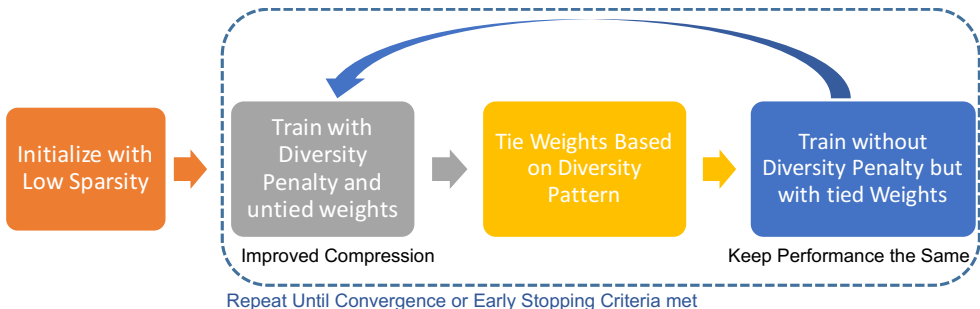 Initialize with
Low Sparsity
Train with
Diversity
Penalty and
untied weights
Tie Weights Based
on Diversity
Pattern
Train without
Diversity Penalty but
with tied Weights
Improved Compression
Keep Performance the Same
Repeat Until Convergence or Early Stopping Criteria met